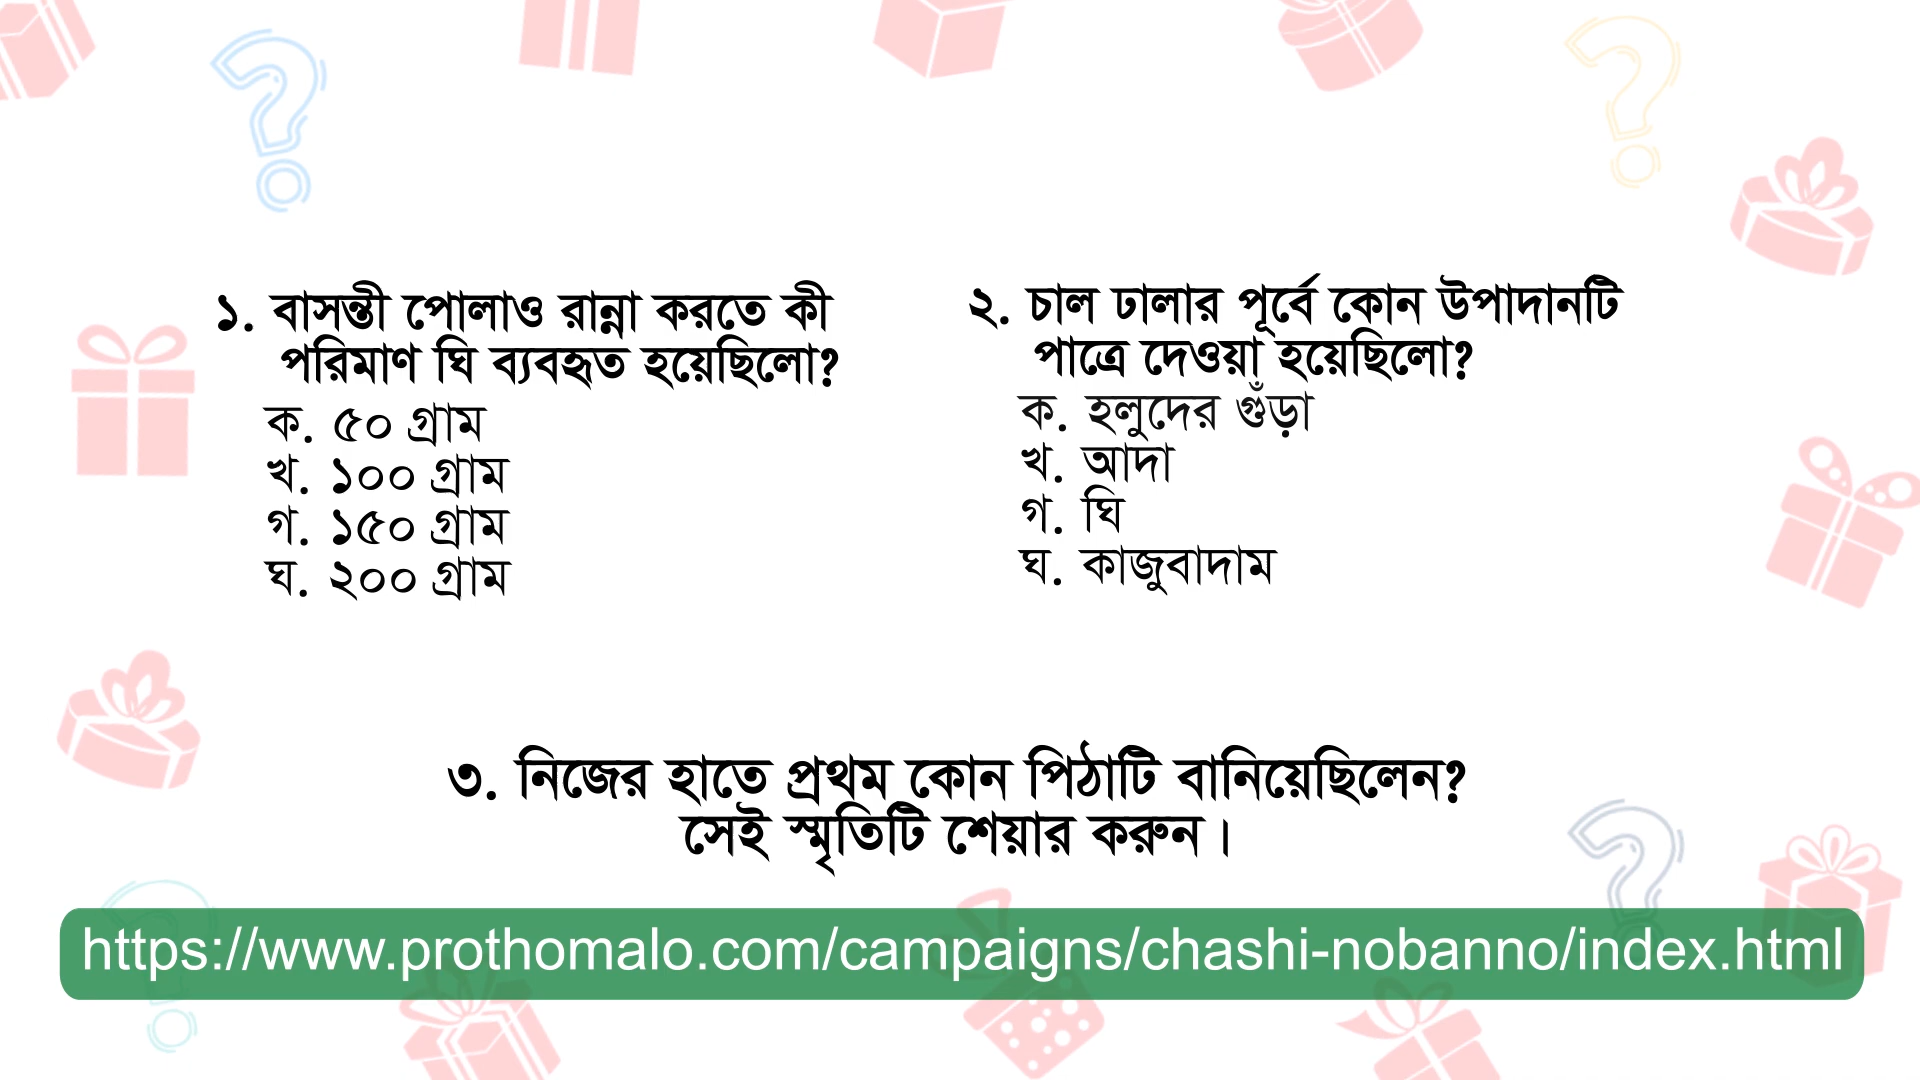 ১. বাসন্তী পোলাও রান্না করতে কী
পরিমাণ ঘি ব্যবহৃত হয়েছিলো?
ক. ৫০ গ্রাম
খ. ১০০ গ্রাম
গ. ১৫০ গ্রাম
ঘ. ২০০ গ্রাম
২. চাল ঢালার পূর্বে কোন উপাদানটি
পাত্রে দেওয়া হয়েছিলো?
ক. হলুদের গুঁড়া
খ. আদা
গ. ঘি
ঘ. কাজুবাদাম
৩. নিজের হাতে প্রথম কোন পিঠাটি বানিয়েছিলেন?
সেই স্মৃতিটি শেয়ার করুন।
https://www.prothomalo.com/campaigns/chashi-nobanno/index.html